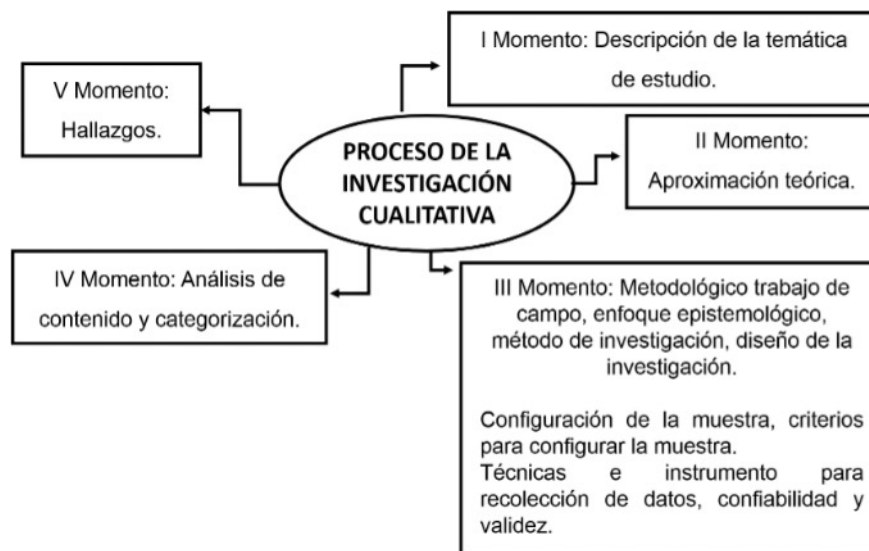 PROCESO DE LA
INVESTIGACIÓN
CUALITATIVA
I Momento: Descripción de la temática
de estudio.
II Momento:
Aproximación teórica.
III Momento: Metodológico trabajo de
campo, enfoque epistemológico,
método de investigación, diseño de la
investigación.
Configuración de la muestra, criterios
para configurar la muestra.
Técnicas e instrumento para
recolección de datos, confiabilidad y
validez.
IV Momento: Análisis de
contenido y categorización.
V Momento:
Hallazgos.